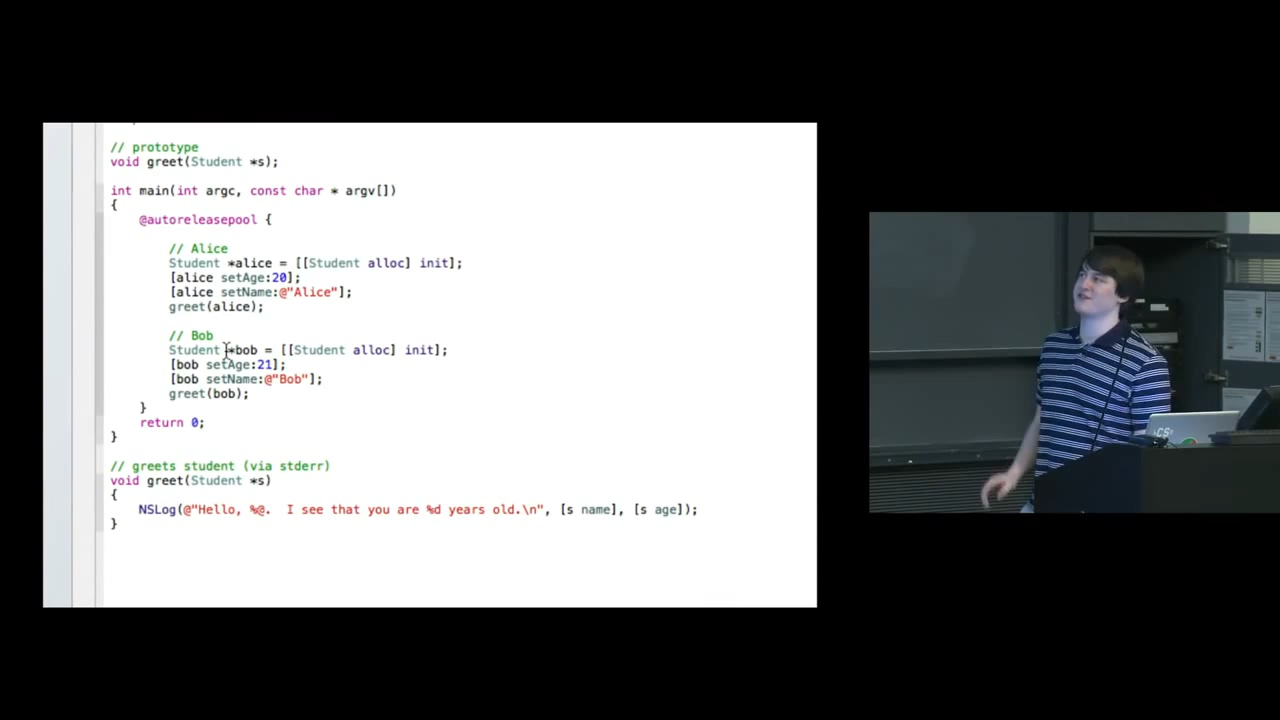 // prototype
void greet(Student *s);
int main(int argc, const char * argv[])
{
@autoreleasepool {
// Alice
Student *alice = [[Student alloc] init];
[alice setAge:20];
[alice setName:@"Alice"];
greet(alice);
// Bob
Student *bob = [[Student alloc] init];
[bob setAge:21];
[bob setName:@"Bob"];
greet(bob);
}
return 0;
}
// greets student (via stderr)
void greet(Student *s)
{
NSLog(@"Hello, %@.  I see that you are %d years old.\n", [s name], [s age]);
}
CS